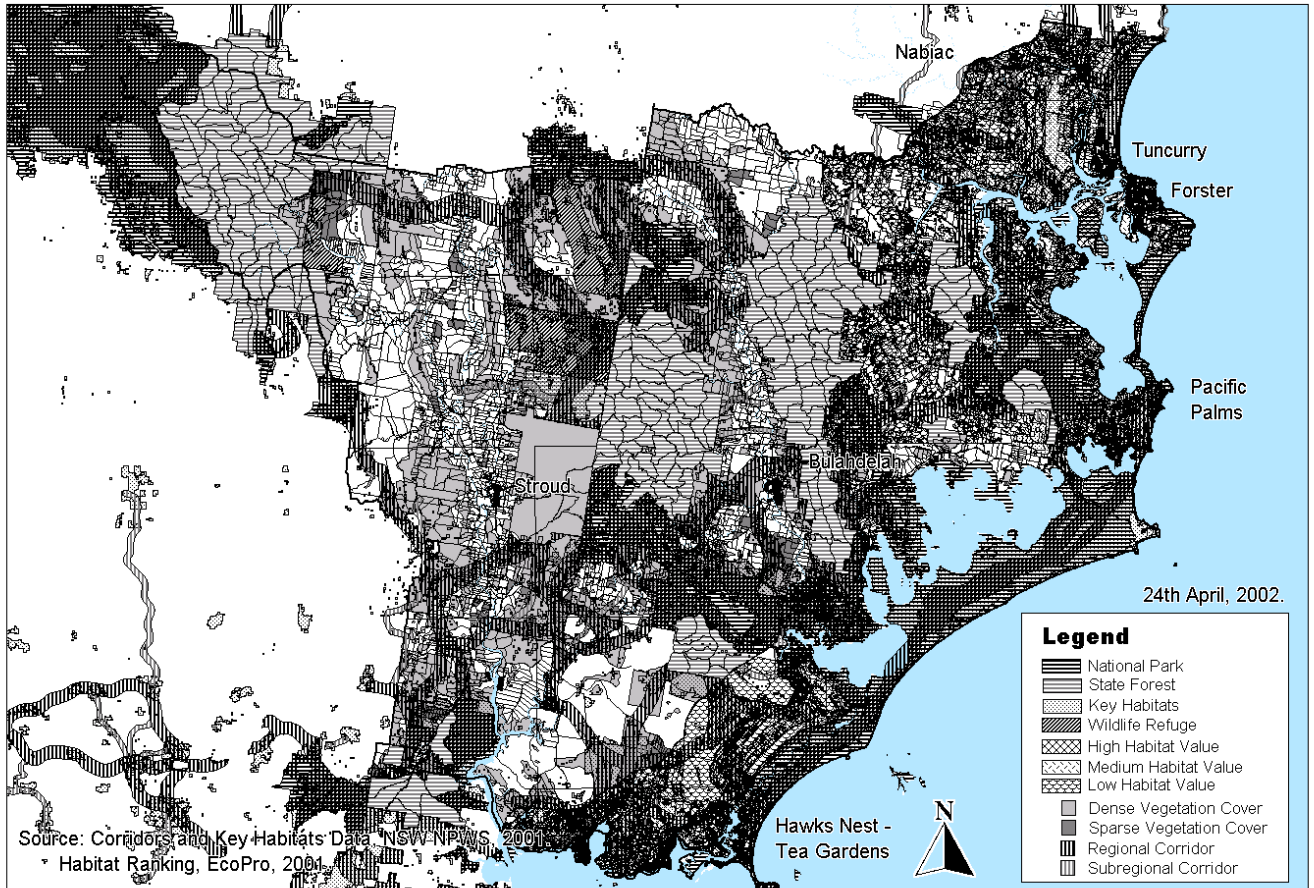 Nabiac
Tuncurry
Forster
Pacific
Palms
Bulandelah
Stroud
24th April, 2002.
Legend
National Park
State Forest
Key Habitats
Wildlife Refuge
High Habitat Value
Medium Habitat Value
Low Habitat Value
Dense Vegetation Cover
Sparse Vegetation Cover
Regional Corridor
Subregional Corridor
N
Hawks Nest -
Tea Gardens
Source: Corridors and Key Habitats Data, NSW NPWS, 2001
Habitat Ranking, EcoPro, 2001